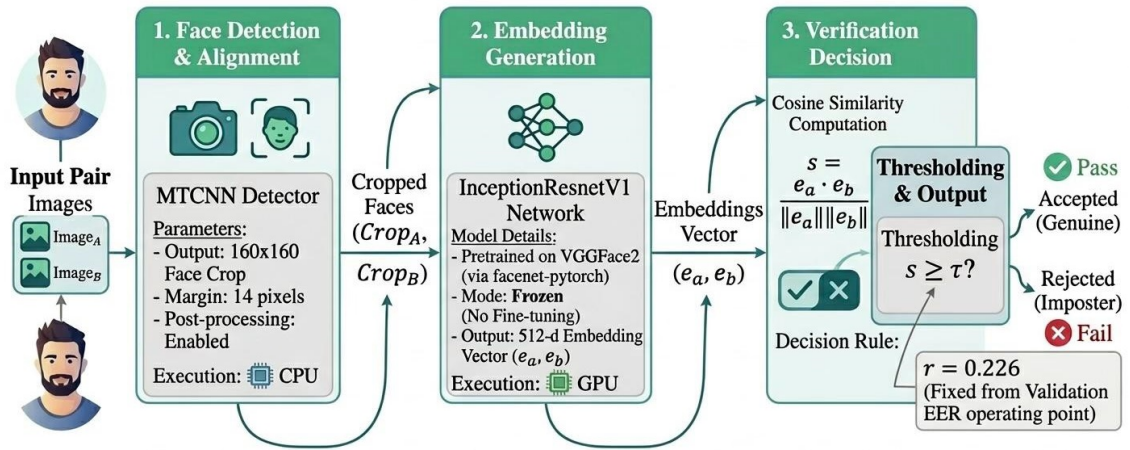 Input Pair
Images
Image_A
Image_B
1. Face Detection
& Alignment
MTCNN Detector
Parameters:
- Output: 160x160
Face Crop
- Margin: 14 pixels
- Post-processing:
Enabled
Execution: CPU
Cropped
Faces
(Crop_A,
Crop_B)
2. Embedding
Generation
InceptionResnetV1
Network
Model Details:
- Pretrained on VGGFace2
(via facenet-pytorch)
- Mode: Frozen
(No Fine-tuning)
- Output: 512-d Embedding
Vector (e_a, e_b)
Execution: GPU
Embeddings
Vector
(e_a, e_b)
3. Verification
Decision
Cosine Similarity
Computation
s =
e_a · e_b
‖e_a‖‖e_b‖
Decision Rule:
Thresholding
& Output
Thresholding
s ≥ τ?
Pass
Accepted
(Genuine)
Rejected
(Imposter)
Fail
r = 0.226
(Fixed from Validation
EER operating point)